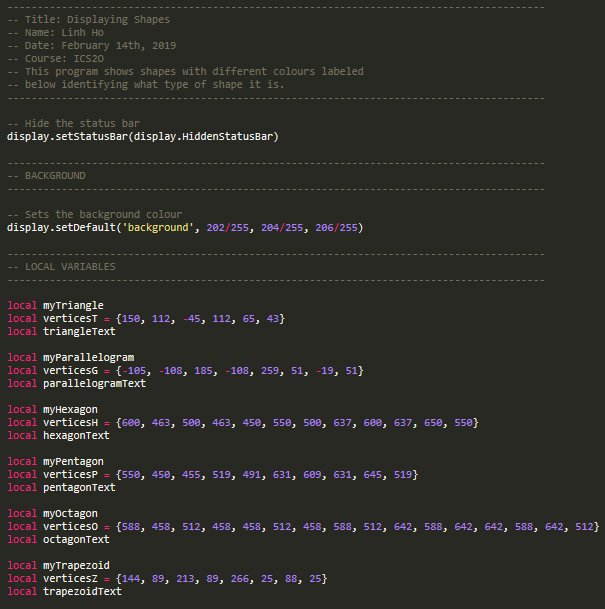 ------------------------------------------------------------------------------------------
-- Title: Displaying Shapes
-- Name: Linh Ho
-- Date: February 14th, 2019
-- Course: ICS2O
-- This program shows shapes with different colours labeled
-- below identifying what type of shape it is.
------------------------------------------------------------------------------------------
-- Hide the status bar
display.setStatusBar(display.HiddenStatusBar)
------------------------------------------------------------------------------------------
-- BACKGROUND
------------------------------------------------------------------------------------------
-- Sets the background colour
display.setDefault('background', 202/255, 204/255, 206/255)
------------------------------------------------------------------------------------------
-- LOCAL VARIABLES
------------------------------------------------------------------------------------------
local myTriangle
local verticesT = {150, 112, -45, 112, 65, 43}
local triangleText
local myParallelogram
local verticesG = {-105, -108, 185, -108, 259, 51, -19, 51}
local parallelogramText
local myHexagon
local verticesH = {600, 463, 500, 463, 450, 550, 500, 637, 600, 637, 650, 550}
local hexagonText
local myPentagon
local verticesP = {550, 450, 455, 519, 491, 631, 609, 631, 645, 519}
local pentagonText
local myOctagon
local verticesO = {588, 458, 512, 458, 458, 512, 458, 588, 512, 642, 588, 642, 642, 588, 642, 512}
local octagonText
local myTrapezoid
local verticesZ = {144, 89, 213, 89, 266, 25, 88, 25}
local trapezoidText